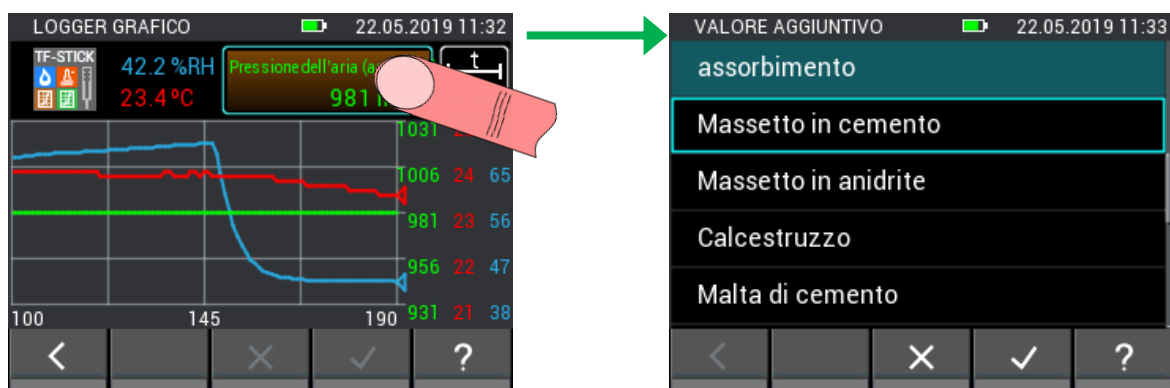 LOGGER GRAFICO 22.05.2019 11:32
TF-STICK
42.2 %RH
23.4 ºC
Pressione dell'aria
981
t
1031
1006 24 65
981 23 56
956 22 47
931 21 38
100 145 190
?
VALORE AGGIUNTIVO 22.05.2019 11:33
assorbimento
Massetto in cemento
Massetto in anidrite
Calcestruzzo
Malta di cemento
?